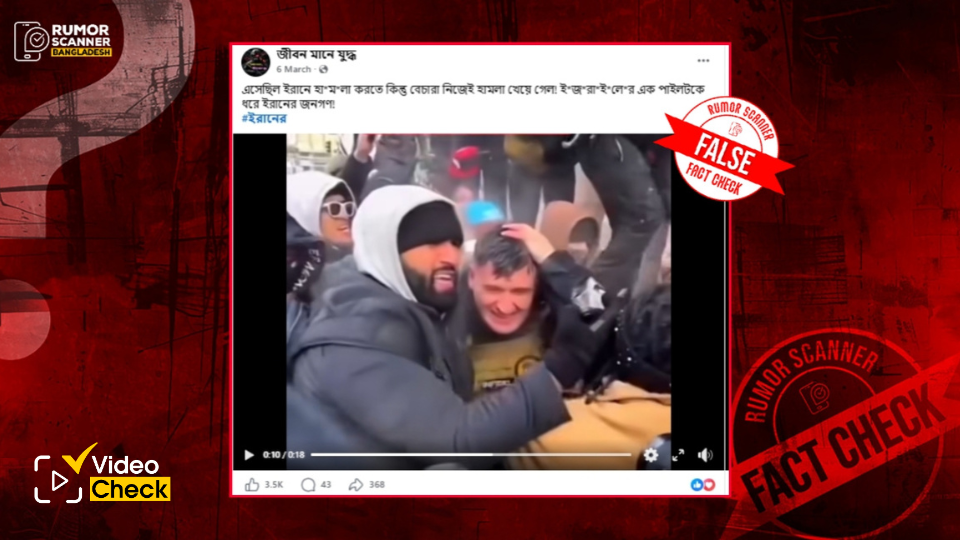 RUMOR
SCANNER
BANGLADESH
জীবন মানে যুদ্ধ
6 March
এসেছিল ইরানে হা*ম*লা করতে কিন্তু বেচারা নিজেই হামলা খেয়ে গেল! ই*জ*রা*ই*লে*র এক পাইলটকে
ধরে ইরানের জনগণ!
#ইরানের
RUMOR SCANNER
FALSE
FACT CHECK
0:10 / 0:18
3.5K
43
368
Video
Check
RUMOR SCANNER
FACT CHECK